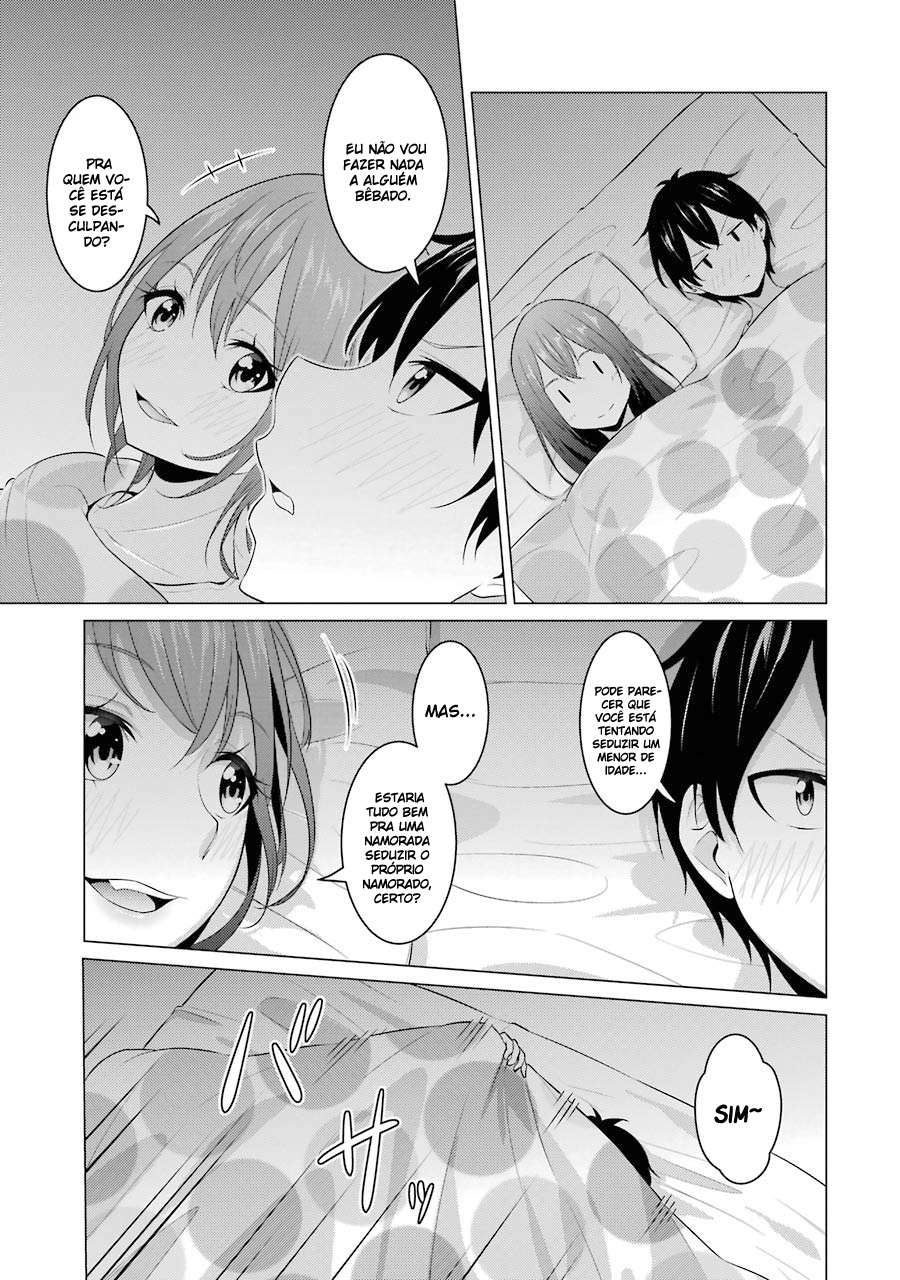 EU NÃO VOU
FAZER NADA
A ALGUÉM
BÊBADO.
PRA
QUEM VO-
CÊ ESTÁ
SE DES-
CULPAN-
DO?
PODE PARE-
CER QUE
VOCÊ ESTÁ
TENTANDO
SEDUZIR UM
MENOR DE
IDADE...
MAS...
ESTARIA
TUDO BEM
PRA UMA
NAMORADA
SEDUZIR O
PRÓPRIO
NAMORADO,
CERTO?
SIM~
バサッ